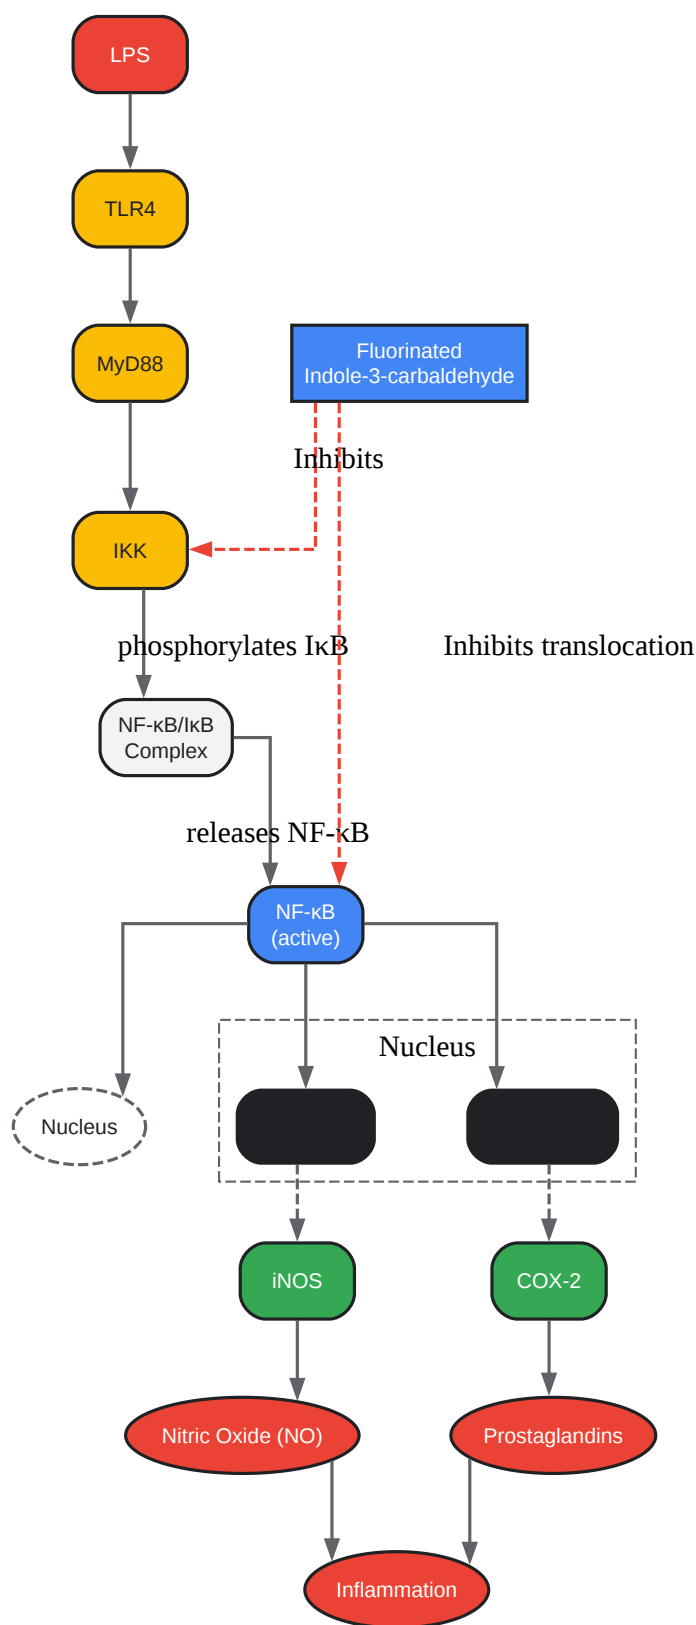 LPS
TLR4
MyD88
Fluorinated
Indole-3-carbaldehyde
Inhibits
IKK
phosphorylates IκB
Inhibits translocation
NF-κB/IκB
Complex
releases NF-κB
NF-κB
(active)
Nucleus
Nucleus
iNOS
COX-2
Nitric Oxide (NO)
Prostaglandins
Inflammation